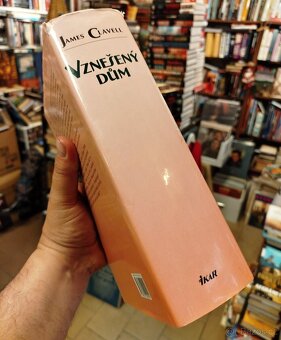 JAMES CLAVELL
VZNEŠENÝ
DŮM
IKAR